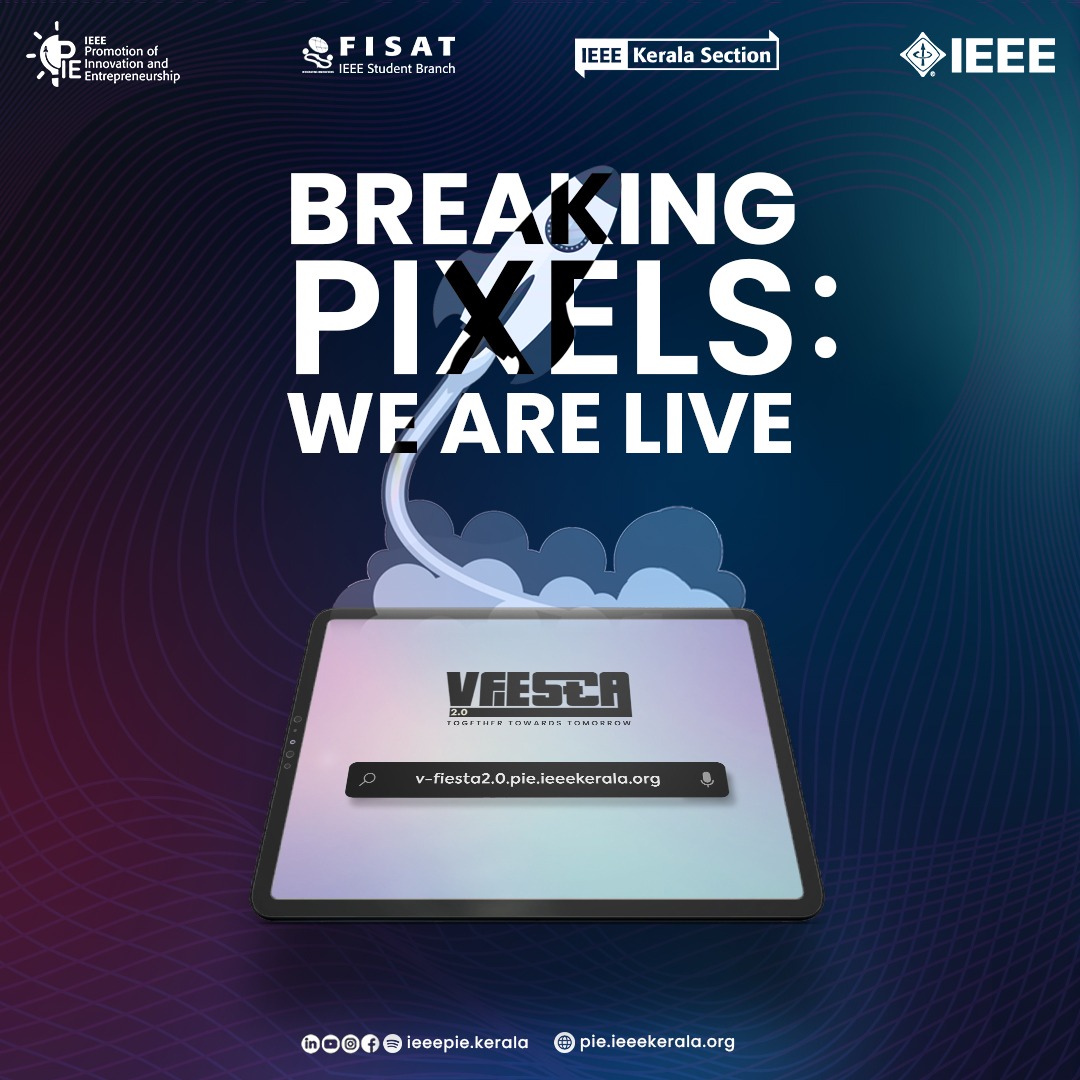 IEEE
Promotion of
Innovation and
Entrepreneurship
PIE
FISAT
IEEE Student Branch
IEEE Kerala Section
IEEE
BREAKING
PIXELS:
WE ARE LIVE
VFIESTA
2.0
TOGETHER TOWARDS TOMORROW
v-fiesta2.0.pie.ieeekerala.org
ieeepie.kerala
pie.ieeekerala.org